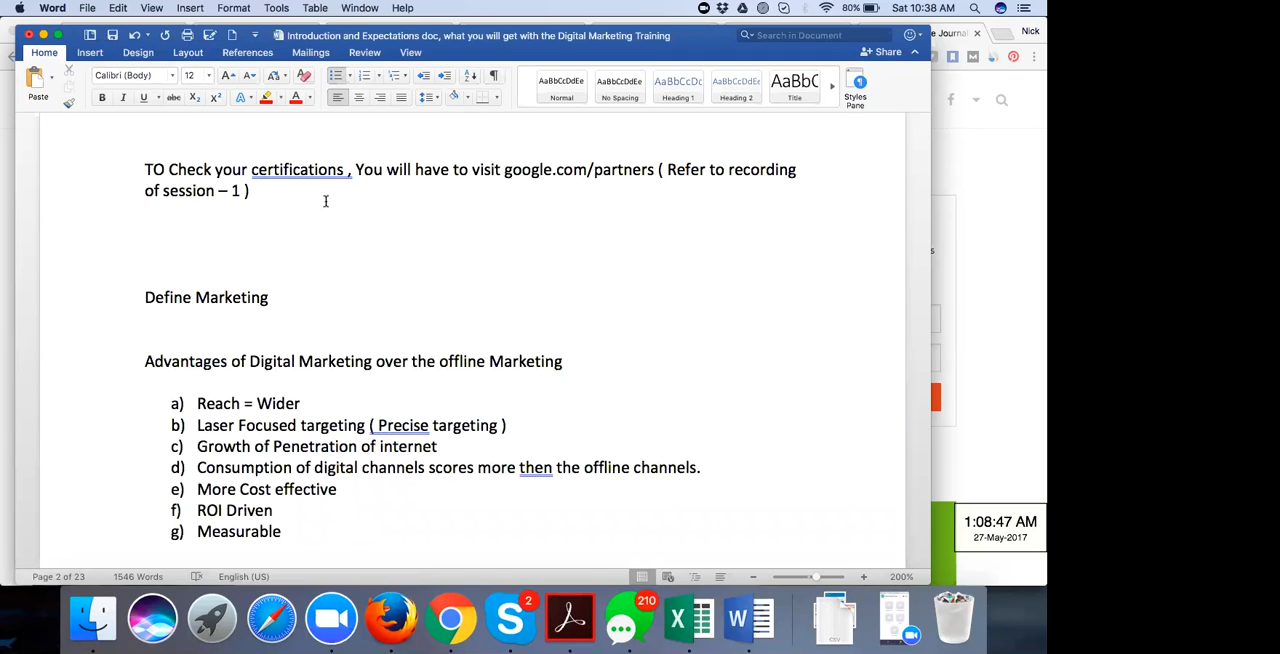 Word File Edit View Insert Format Tools Table Window Help 80% Sat 10:38 AM
Introduction and Expectations doc, what you will get with the Digital Marketing Training
Search in Document
e Journal
Nick
Home Insert Design Layout References Mailings Review View
Share
Paste
Calibri (Body) 12
A A Aa A
B I U abc X2 X2 A A
AaBbCcDdEe AaBbCcDdEe AaBbCcDc AaBbCcDdEe AaBbC
Normal No Spacing Heading 1 Heading 2 Title
Styles
Pane
TO Check your certifications , You will have to visit google.com/partners ( Refer to recording
of session – 1 )
Define Marketing
Advantages of Digital Marketing over the offline Marketing
a) Reach = Wider
b) Laser Focused targeting ( Precise targeting )
c) Growth of Penetration of internet
d) Consumption of digital channels scores more then the offline channels.
e) More Cost effective
f) ROI Driven
g) Measurable
1:08:47 AM
27-May-2017
Page 2 of 23 1546 Words English (US) 200%
2
210
CSV